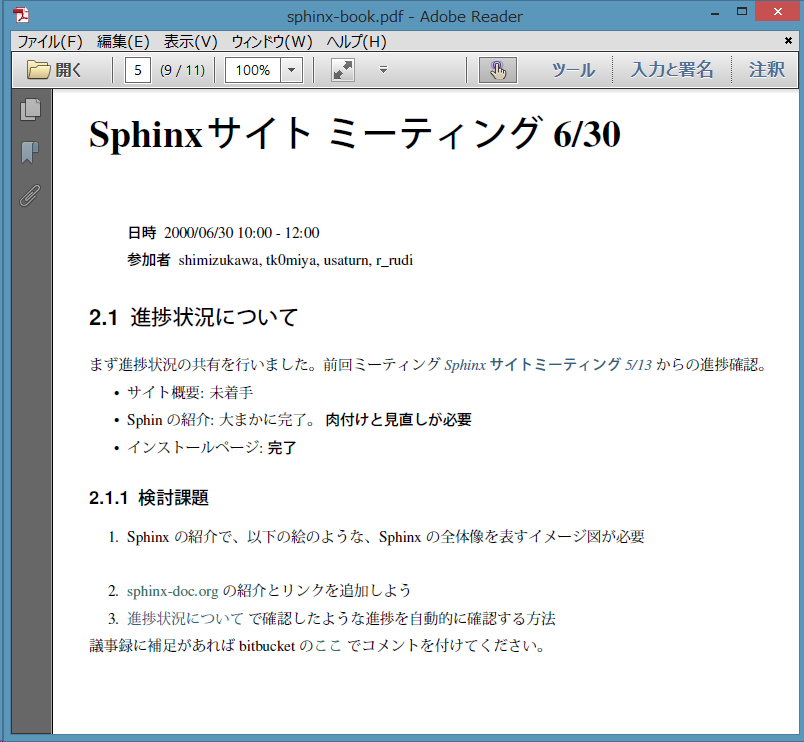 sphinx-book.pdf - Adobe Reader
ファイル(F) 編集(E) 表示(V) ウィンドウ(W) ヘルプ(H)
開く 5 (9 / 11) 100% ツール 入力と署名 注釈
Sphinxサイト ミーティング 6/30
日時 2000/06/30 10:00 - 12:00
参加者 shimizukawa, tk0miya, usaturn, r_rudi
2.1 進捗状況について
まず進捗状況の共有を行いました。前回ミーティング Sphinx サイトミーティング 5/13 からの進捗確認。
• サイト概要: 未着手
• Sphin の紹介: 大まかに完了。 肉付けと見直しが必要
• インストールページ: 完了
2.1.1 検討課題
1. Sphinx の紹介で、以下の絵のような、Sphinx の全体像を表すイメージ図が必要
2. sphinx-doc.org の紹介とリンクを追加しよう
3. 進捗状況について で確認したような進捗を自動的に確認する方法
議事録に補足があれば bitbucket のここ でコメントを付けてください。